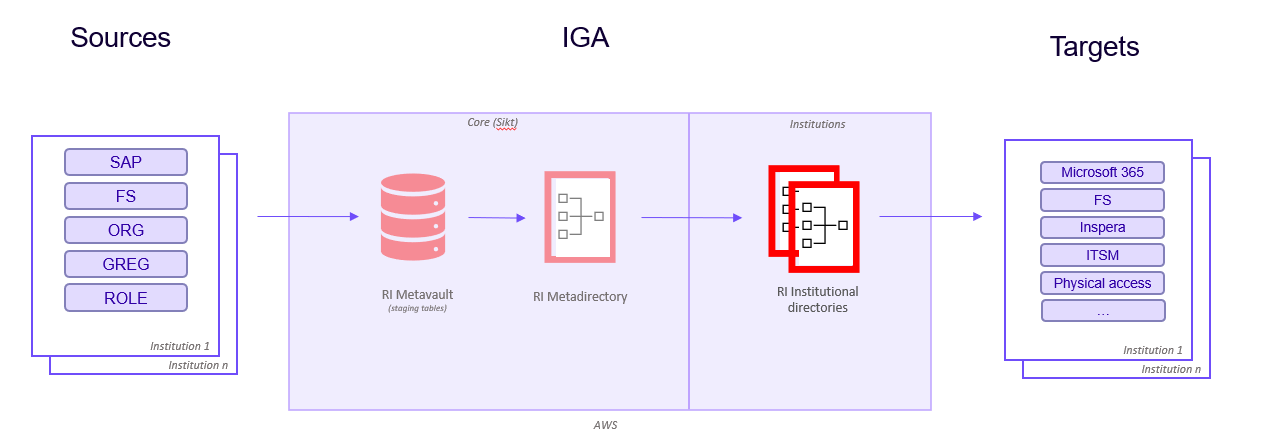 Sources
IGA
Targets
Core (Sikt)
Institutions
SAP
FS
ORG
GREG
ROLE
Institution 1
Institution n
RI Metavault
(staging tables)
RI Metadirectory
RI Institutional
directories
Microsoft 365
FS
Inspera
ITSM
Physical access
...
Institution 1
Institution n
AWS